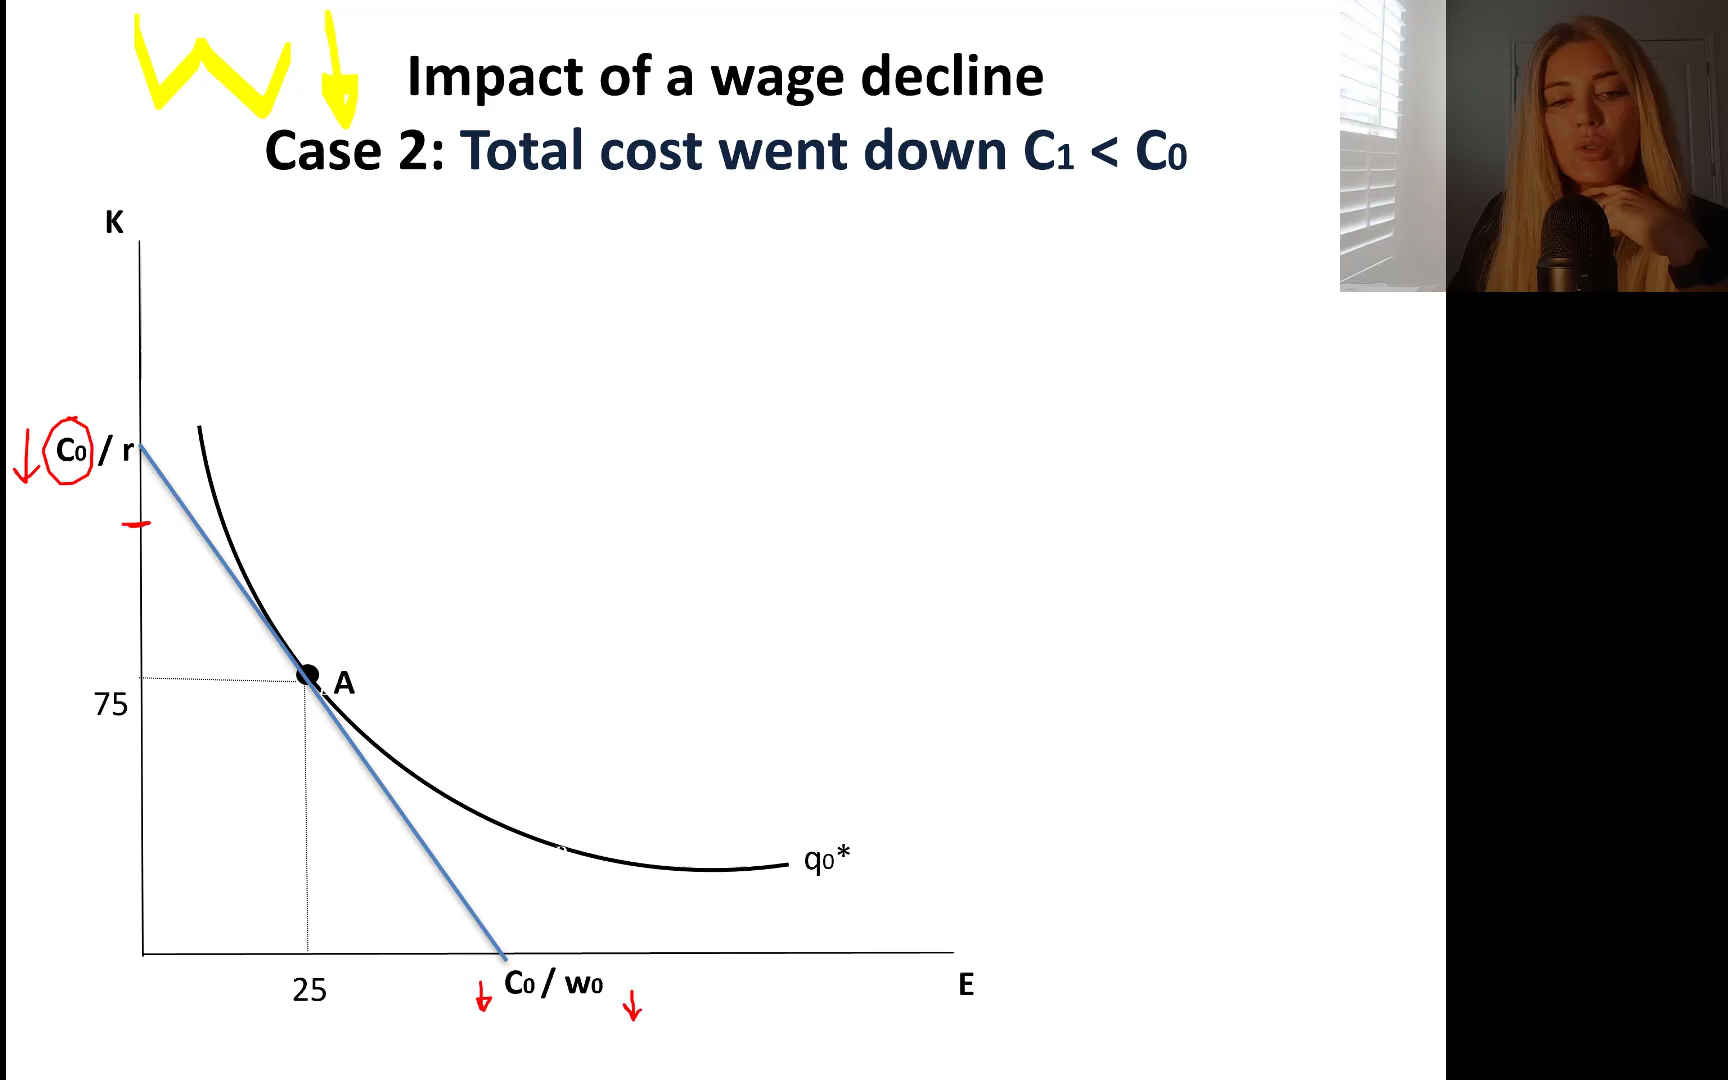 W
Impact of a wage decline
Case 2: Total cost went down C1 < C0
K
C0 / r
A
75
q0*
25
C0 / w0
E